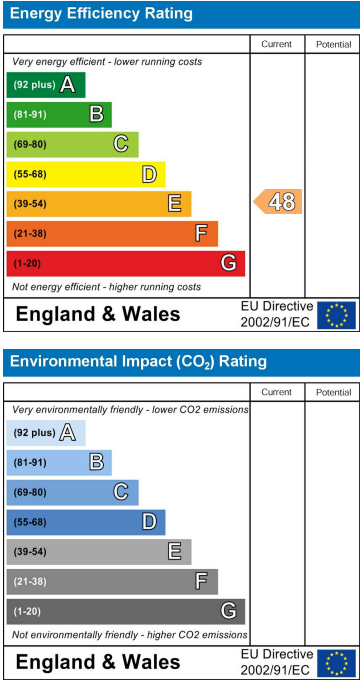 Energy Efficiency Rating
Current Potential
Very energy efficient - lower running costs
(92 plus) A
(81-91) B
(69-80) C
(55-68) D
(39-54) E
48
(21-38) F
(1-20) G
Not energy efficient - higher running costs
England & Wales
EU Directive
2002/91/EC
Environmental Impact (CO₂) Rating
Current Potential
Very environmentally friendly - lower CO2 emissions
(92 plus) A
(81-91) B
(69-80) C
(55-68) D
(39-54) E
(21-38) F
(1-20) G
Not environmentally friendly - higher CO2 emissions
England & Wales
EU Directive
2002/91/EC